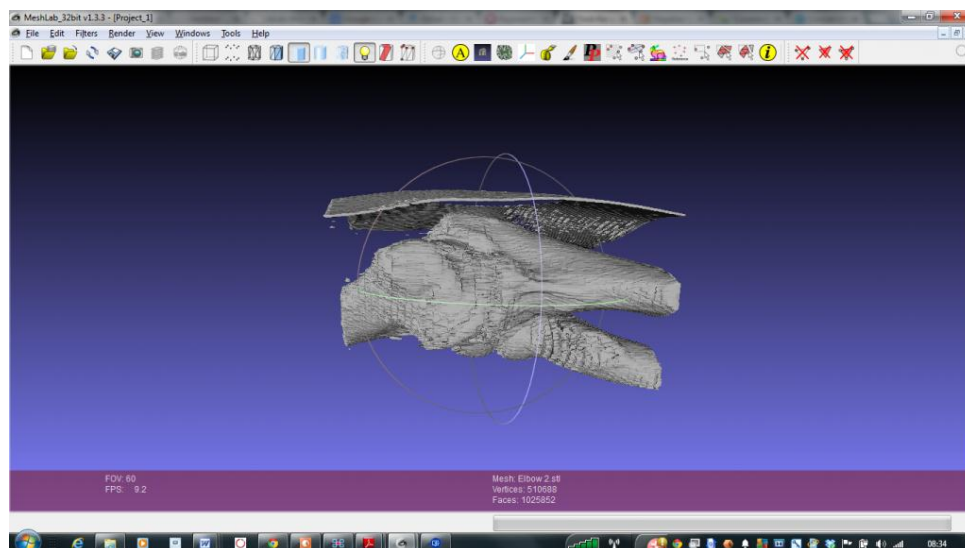 MeshLab_32bit v1.3.3 - [Project_1]
File Edit Filters Render View Windows Tools Help
A
i
FOV: 60
FPS: 9.2
Mesh: Elbow 2.stl
Vertices: 510688
Faces: 1025852
08:34